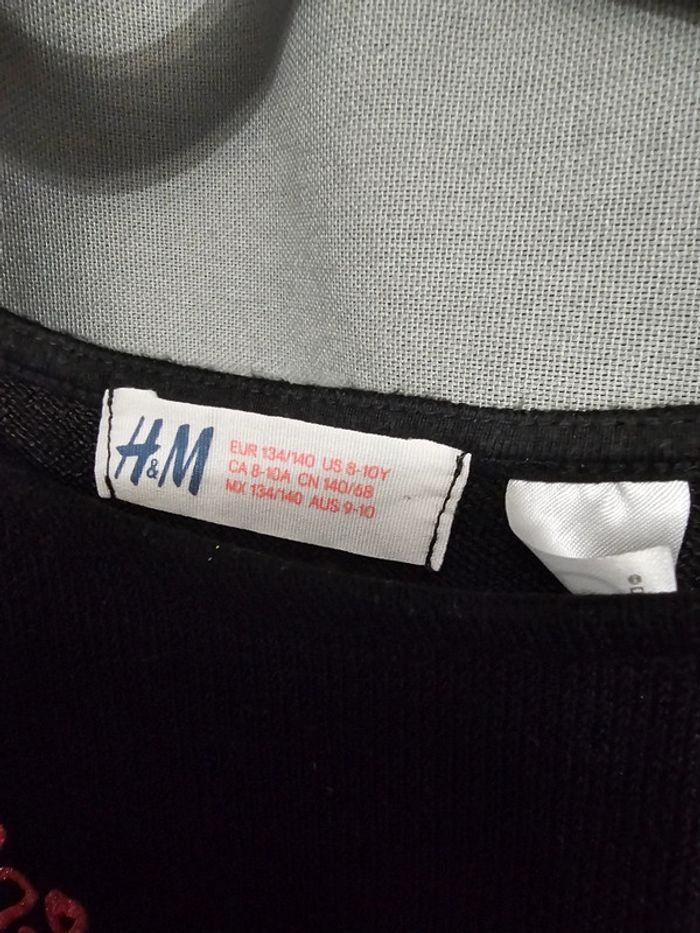 H&M
EUR 134/140 US 8-10Y
CA 8-10A CN 140/68
MX 134/140 AUS 9-10